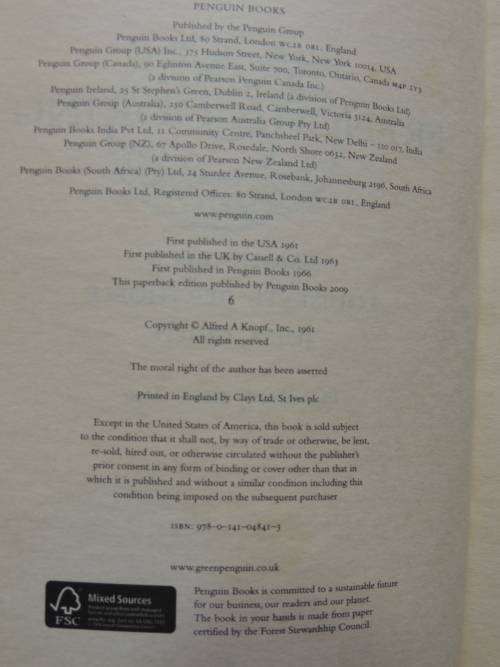 PENGUIN BOOKS
Published by the Penguin Group
Penguin Books Ltd, 80 Strand, London WC2R 0RL, England
Penguin Group (USA) Inc., 375 Hudson Street, New York, New York 10014, USA
Penguin Group (Canada), 90 Eglinton Avenue East, Suite 700, Toronto, Ontario, Canada M4P 2Y3
(a division of Pearson Penguin Canada Inc.)
Penguin Ireland, 25 St Stephen's Green, Dublin 2, Ireland (a division of Penguin Books Ltd)
Penguin Group (Australia), 250 Camberwell Road, Camberwell, Victoria 3124, Australia
(a division of Pearson Australia Group Pty Ltd)
Penguin Books India Pvt Ltd, 11 Community Centre, Panchsheel Park, New Delhi – 110 017, India
Penguin Group (NZ), 67 Apollo Drive, Rosedale, North Shore 0632, New Zealand
(a division of Pearson New Zealand Ltd)
Penguin Books (South Africa) (Pty) Ltd, 24 Sturdee Avenue, Rosebank, Johannesburg 2196, South Africa
Penguin Books Ltd, Registered Offices: 80 Strand, London WC2R 0RL, England
www.penguin.com
First published in the USA 1961
First published in the UK by Cassell & Co. Ltd 1963
First published in Penguin Books 1966
This paperback edition published by Penguin Books 2009
6
Copyright © Alfred A Knopf, Inc., 1961
All rights reserved
The moral right of the author has been asserted
Printed in England by Clays Ltd, St Ives plc
Except in the United States of America, this book is sold subject
to the condition that it shall not, by way of trade or otherwise, be lent,
re-sold, hired out, or otherwise circulated without the publisher's
prior consent in any form of binding or cover other than that in
which it is published and without a similar condition including this
condition being imposed on the subsequent purchaser
ISBN: 978-0-141-04841-3
www.greenpenguin.co.uk
Mixed Sources
FSC
Penguin Books is committed to a sustainable future
for our business, our readers and our planet.
The book in your hands is made from paper
certified by the Forest Stewardship Council.